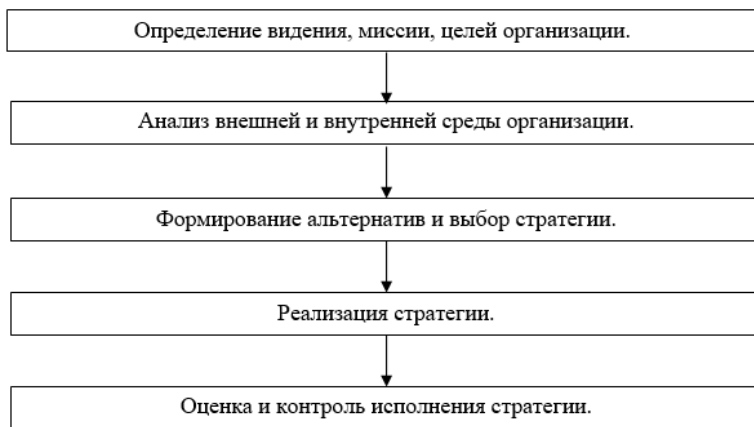 Определение видения, миссии, целей организации.
Анализ внешней и внутренней среды организации.
Формирование альтернатив и выбор стратегии.
Реализация стратегии.
Оценка и контроль исполнения стратегии.